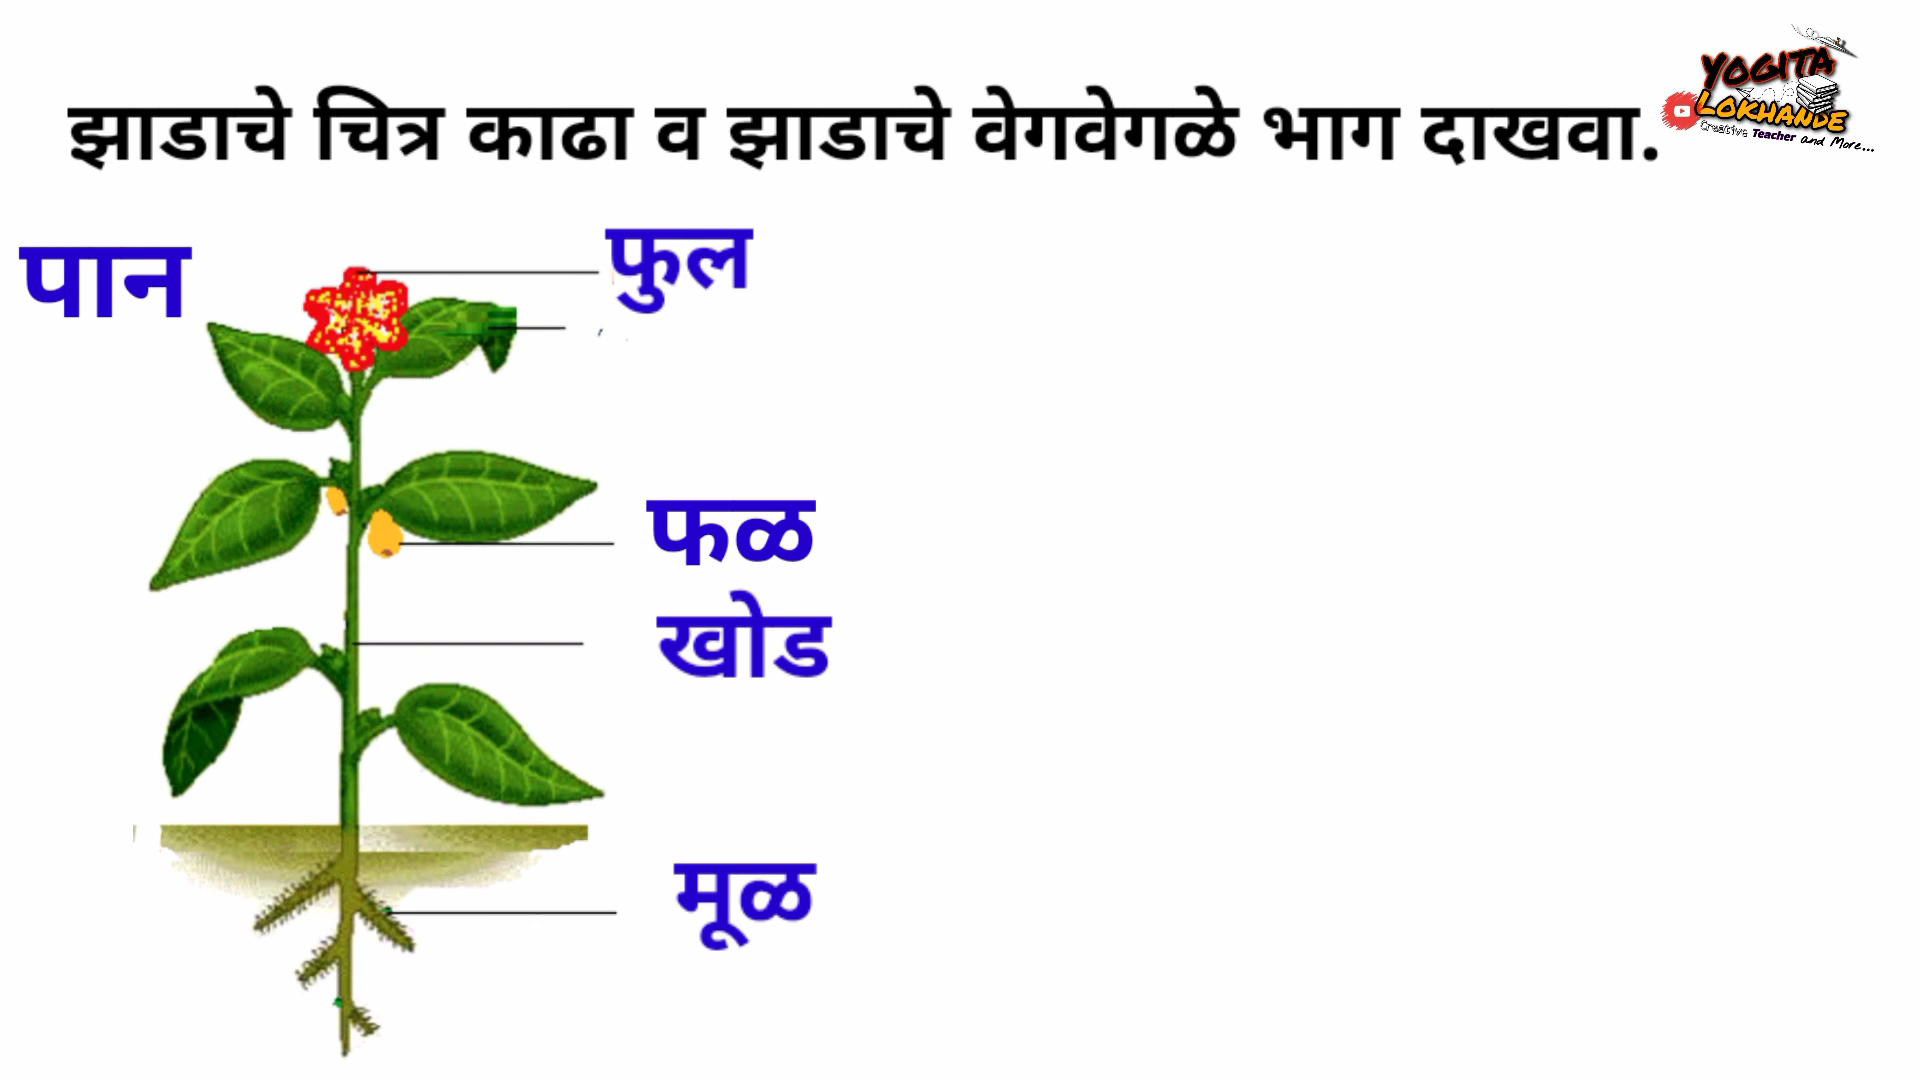 झाडाचे चित्र काढा व झाडाचे वेगवेगळे भाग दाखवा.
YOGITA
LOKHANDE
Creative Teacher and More...
पान
फुल
फळ
खोड
मूळ